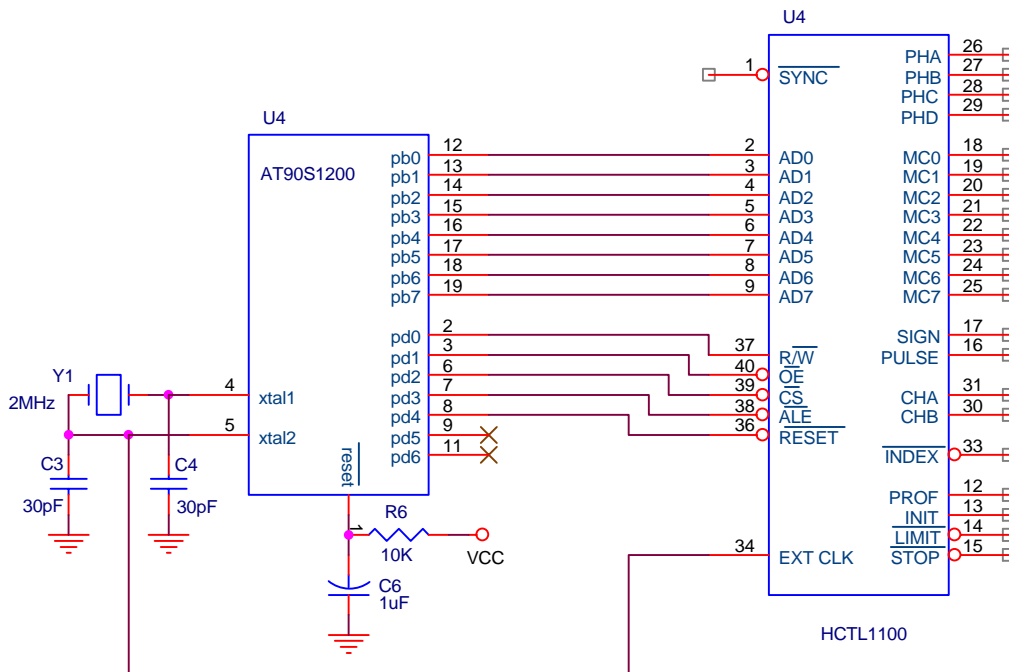 U4
AT90S1200
xtal1
xtal2
reset
pb0
pb1
pb2
pb3
pb4
pb5
pb6
pb7
pd0
pd1
pd2
pd3
pd4
pd5
pd6
4
5
1
12
13
14
15
16
17
18
19
2
3
6
7
8
9
11
Y1
2MHz
C3
30pF
C4
30pF
R6
10K
VCC
C6
1uF
U4
HCTL1100
1 SYNC
2 AD0
3 AD1
4 AD2
5 AD3
6 AD4
7 AD5
8 AD6
9 AD7
37 R/W
40 OE
39 CS
38 ALE
36 RESET
34 EXT CLK
PHA 26
PHB 27
PHC 28
PHD 29
MC0 18
MC1 19
MC2 20
MC3 21
MC4 22
MC5 23
MC6 24
MC7 25
SIGN 17
PULSE 16
CHA 31
CHB 30
INDEX 33
PROF 12
INIT 13
LIMIT 14
STOP 15